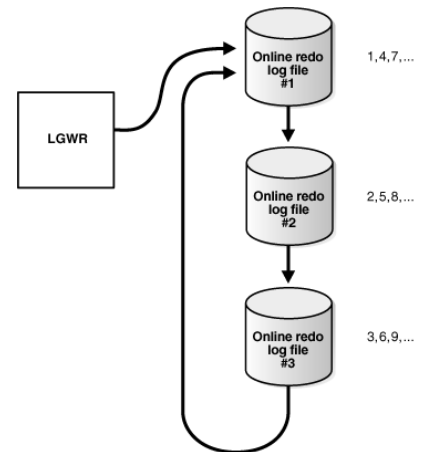 Online redo
log file
#1
1,4,7,...
LGWR
Online redo
log file
#2
2,5,8,...
Online redo
log file
#3
3,6,9,...